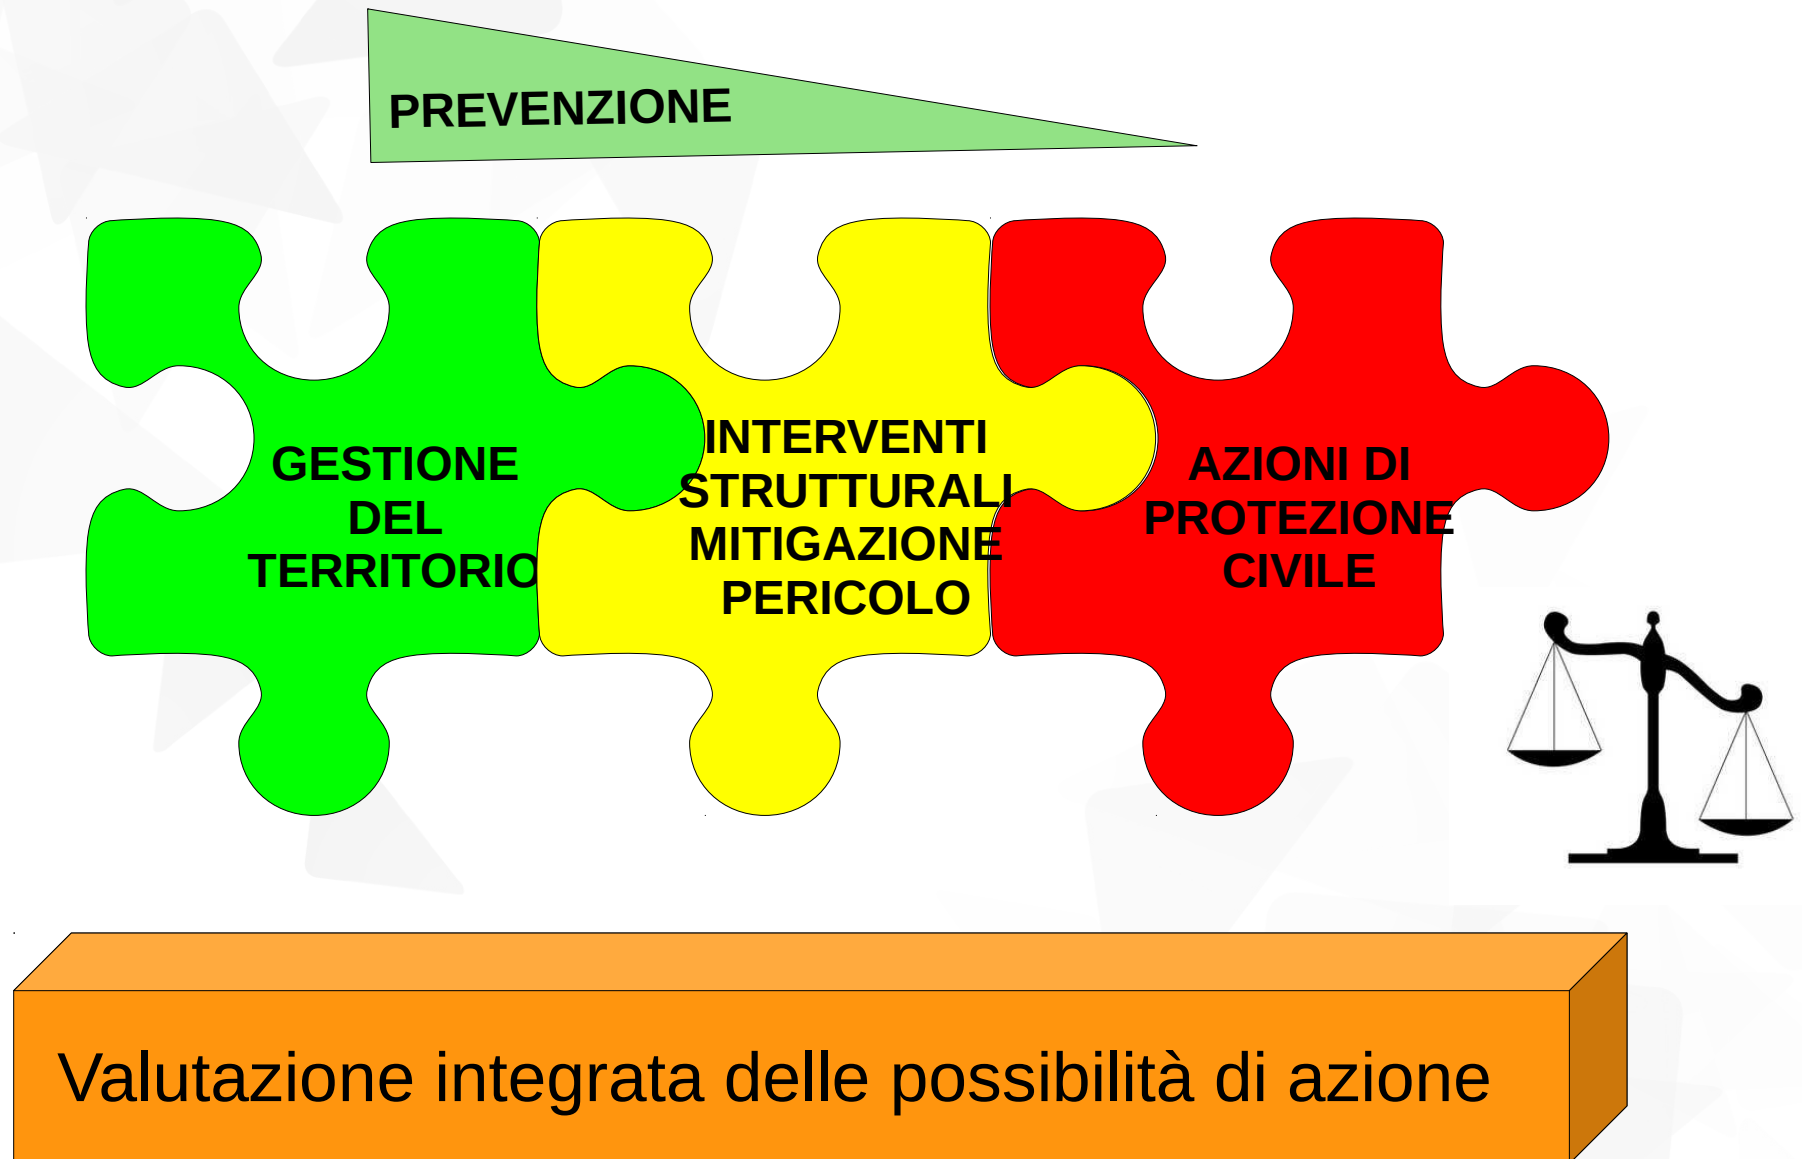 PREVENZIONE
GESTIONE
DEL
TERRITORIO
INTERVENTI
STRUTTURALI
MITIGAZIONE
PERICOLO
AZIONI DI
PROTEZIONE
CIVILE
Valutazione integrata delle possibilità di azione